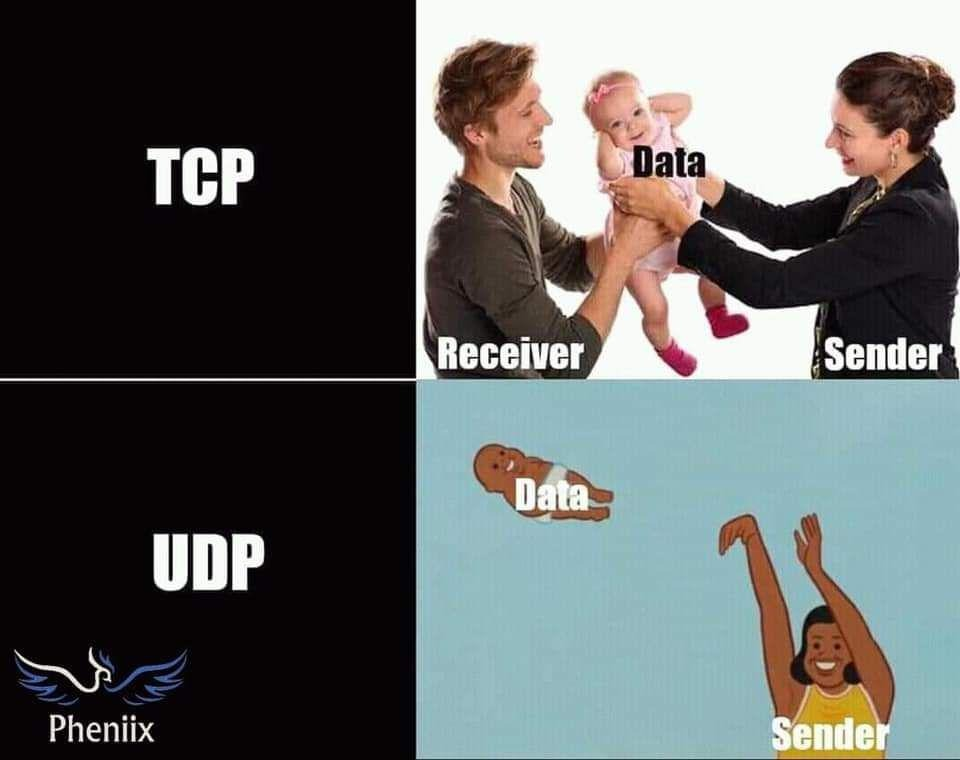 TCP
Data
Receiver
Sender
UDP
Data
Sender
Pheniix